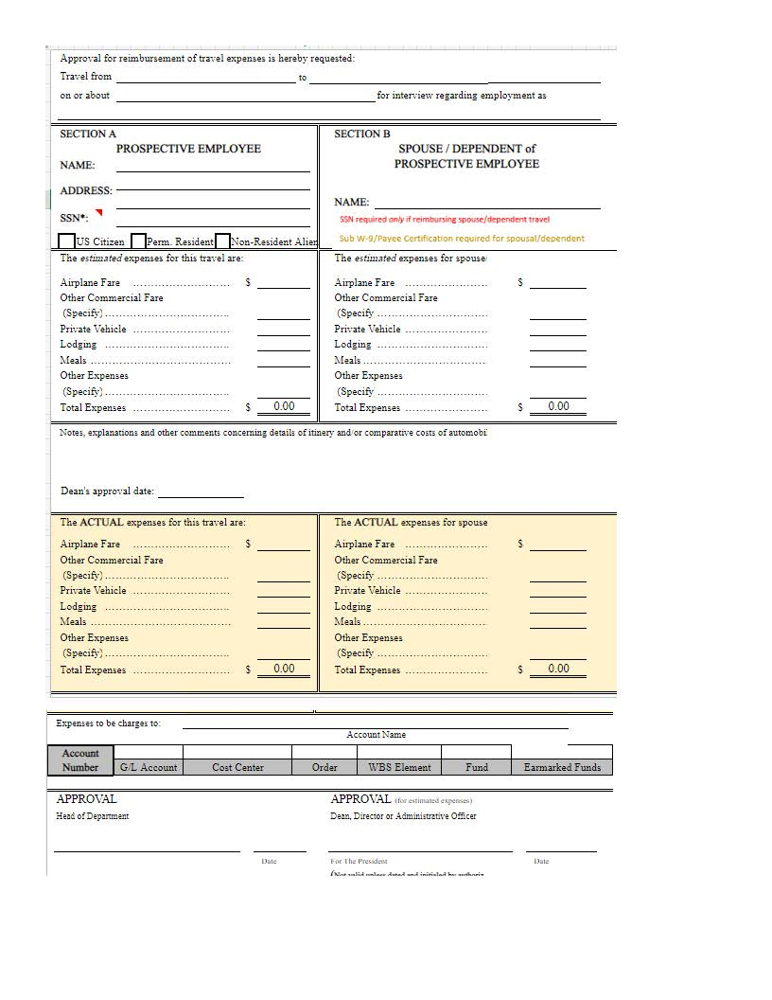 Approval for reimbursement of travel expenses is hereby requested:
Travel from to
on or about for interview regarding employment as
SECTION A
PROSPECTIVE EMPLOYEE
NAME:
ADDRESS:
SSN*:
US Citizen Perm. Resident Non-Resident Alien
SECTION B
SPOUSE / DEPENDENT of
PROSPECTIVE EMPLOYEE
NAME:
SSN required only if reimbursing spouse/dependent travel
Sub W-9/Payee Certification required for spousal/dependent
The estimated expenses for this travel are:
Airplane Fare ............................ $
Other Commercial Fare
(Specify)....................................
Private Vehicle ............................
Lodging ....................................
Meals ........................................
Other Expenses
(Specify)....................................
Total Expenses ............................ $ 0.00
The estimated expenses for spouse/
Airplane Fare ........................ $
Other Commercial Fare
(Specify ................................
Private Vehicle ........................
Lodging ................................
Meals....................................
Other Expenses
(Specify ................................
Total Expenses ........................ $ 0.00
Notes, explanations and other comments concerning details of itinery and/or comparative costs of automobil
Dean's approval date:
The ACTUAL expenses for this travel are:
Airplane Fare ............................ $
Other Commercial Fare
(Specify)....................................
Private Vehicle ............................
Lodging ....................................
Meals ........................................
Other Expenses
(Specify)....................................
Total Expenses ............................ $ 0.00
The ACTUAL expenses for spouse
Airplane Fare ........................ $
Other Commercial Fare
(Specify ................................
Private Vehicle ........................
Lodging ................................
Meals....................................
Other Expenses
(Specify ................................
Total Expenses ........................ $ 0.00
Expenses to be charges to:
Account Name
Account
Number G/L Account Cost Center Order WBS Element Fund Earmarked Funds
APPROVAL
Head of Department
Date
APPROVAL (for estimated expenses)
Dean, Director or Administrative Officer
For The President Date
(Not valid unless dated and initialed by authoriz